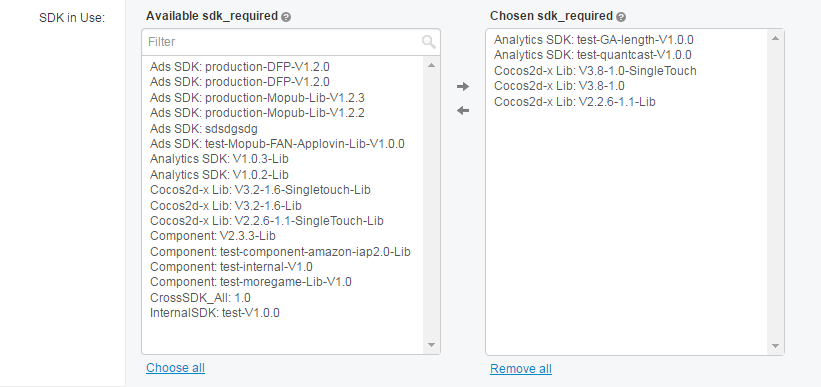 SDK in Use:
Available sdk_required
Filter
Ads SDK: production-DFP-V1.2.0
Ads SDK: production-DFP-V1.2.0
Ads SDK: production-Mopub-Lib-V1.2.3
Ads SDK: production-Mopub-Lib-V1.2.2
Ads SDK: sdsdgsdg
Ads SDK: test-Mopub-FAN-Applovin-Lib-V1.0.0
Analytics SDK: V1.0.3-Lib
Analytics SDK: V1.0.2-Lib
Cocos2d-x Lib: V3.2-1.6-Singletouch-Lib
Cocos2d-x Lib: V3.2-1.6-Lib
Cocos2d-x Lib: V2.2.6-1.1-SingleTouch-Lib
Component: V2.3.3-Lib
Component: test-component-amazon-iap2.0-Lib
Component: test-internal-V1.0
Component: test-moregame-Lib-V1.0
CrossSDK_All: 1.0
InternalSDK: test-V1.0.0
Choose all
Chosen sdk_required
Analytics SDK: test-GA-length-V1.0.0
Analytics SDK: test-quantcast-V1.0.0
Cocos2d-x Lib: V3.8-1.0-SingleTouch
Cocos2d-x Lib: V3.8-1.0
Cocos2d-x Lib: V2.2.6-1.1-Lib
Remove all